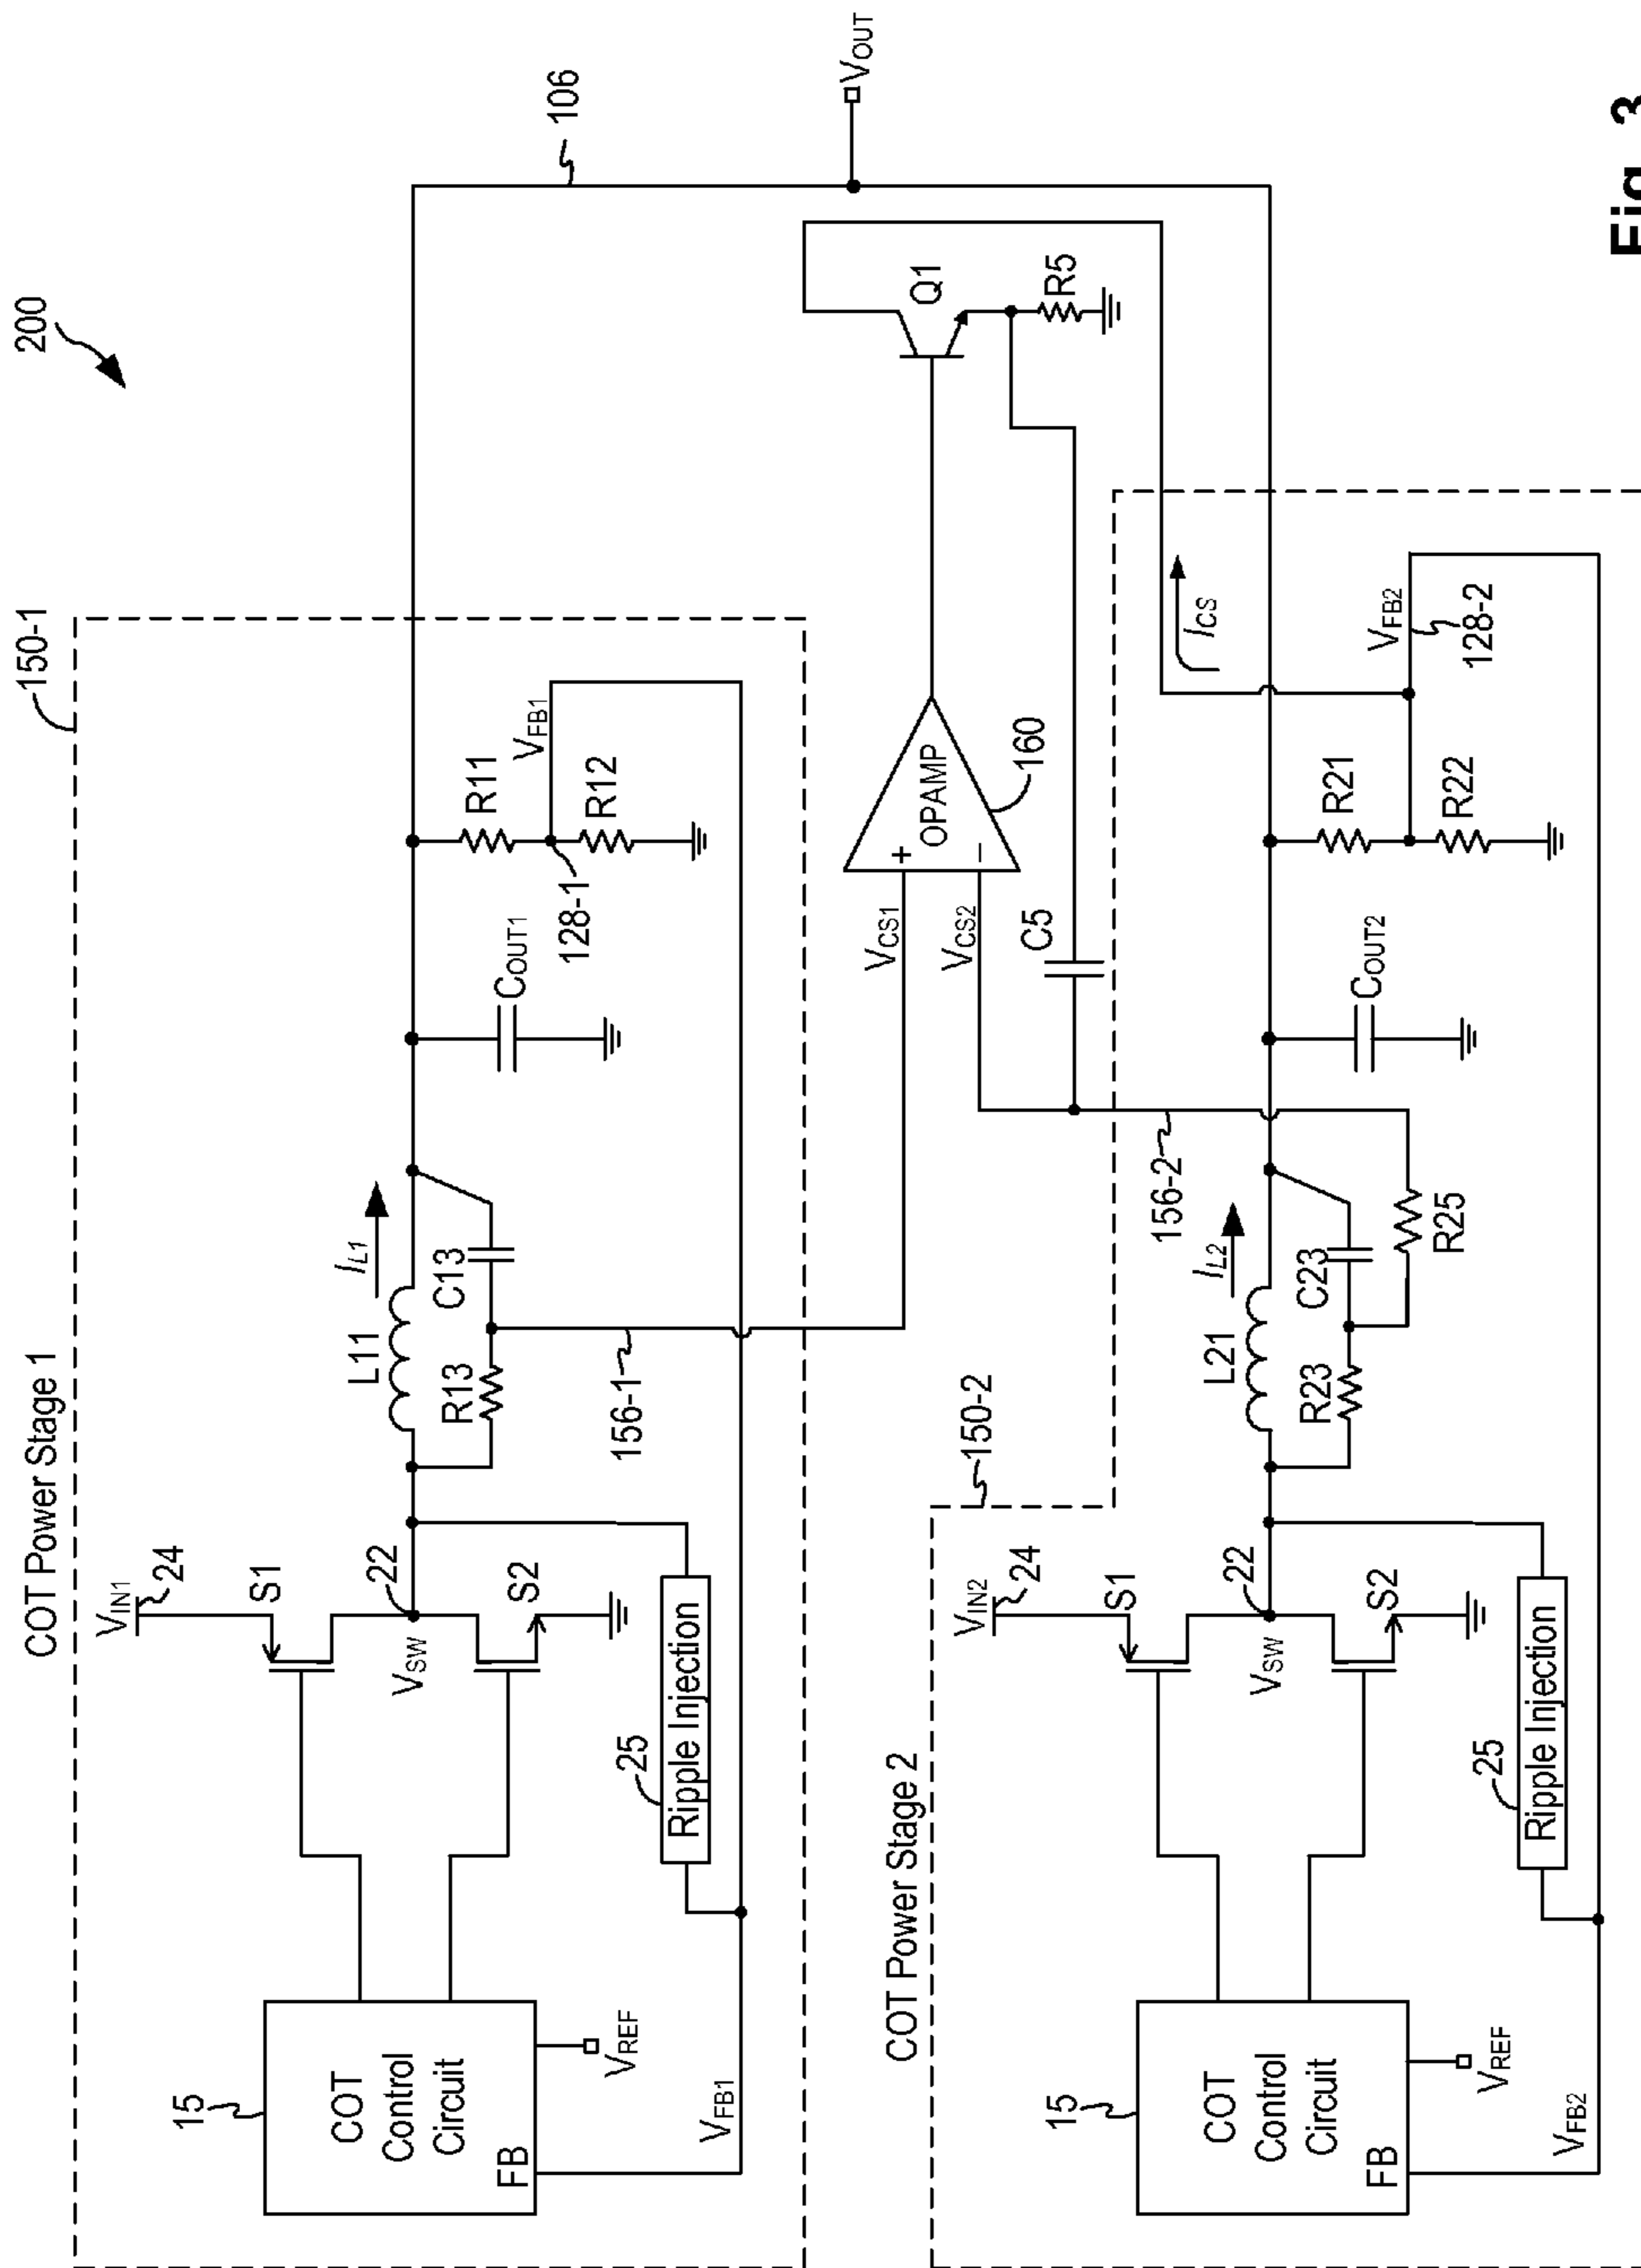 200
COT Power Stage 1
150-1
VIN1
24
S1
22
VSW
S2
15
COT
Control
Circuit
FB
VREF
VFB1
25
Ripple Injection
L11
IL1
R13
C13
156-1
COUT1
R11
VFB1
R12
128-1
106
VOUT
VCS1
VCS2
+
−
OPAMP
160
C5
Q1
R5
COT Power Stage 2
150-2
VIN2
24
S1
22
VSW
S2
15
COT
Control
Circuit
FB
VREF
VFB2
25
Ripple Injection
L21
IL2
R23
C23
R25
156-2
COUT2
R21
R22
ICS
VFB2
128-2
Fig. 3